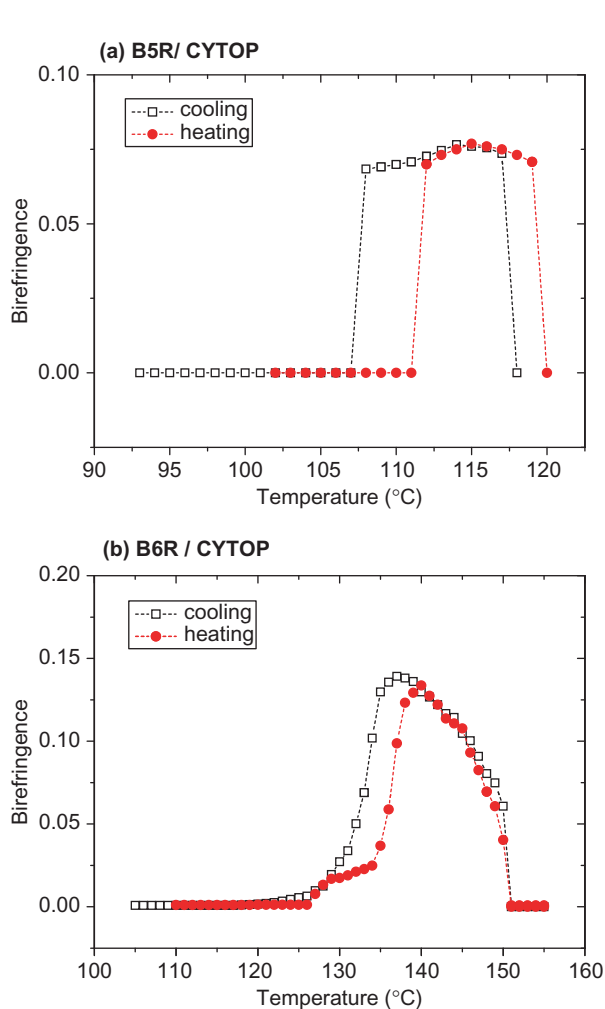 (a) B5R/ CYTOP
0.10
cooling
heating
0.05
Birefringence
0.00
90 95 100 105 110 115 120
Temperature (°C)
(b) B6R / CYTOP
0.20
cooling
heating
0.15
0.10
Birefringence
0.05
0.00
100 110 120 130 140 150 160
Temperature (°C)